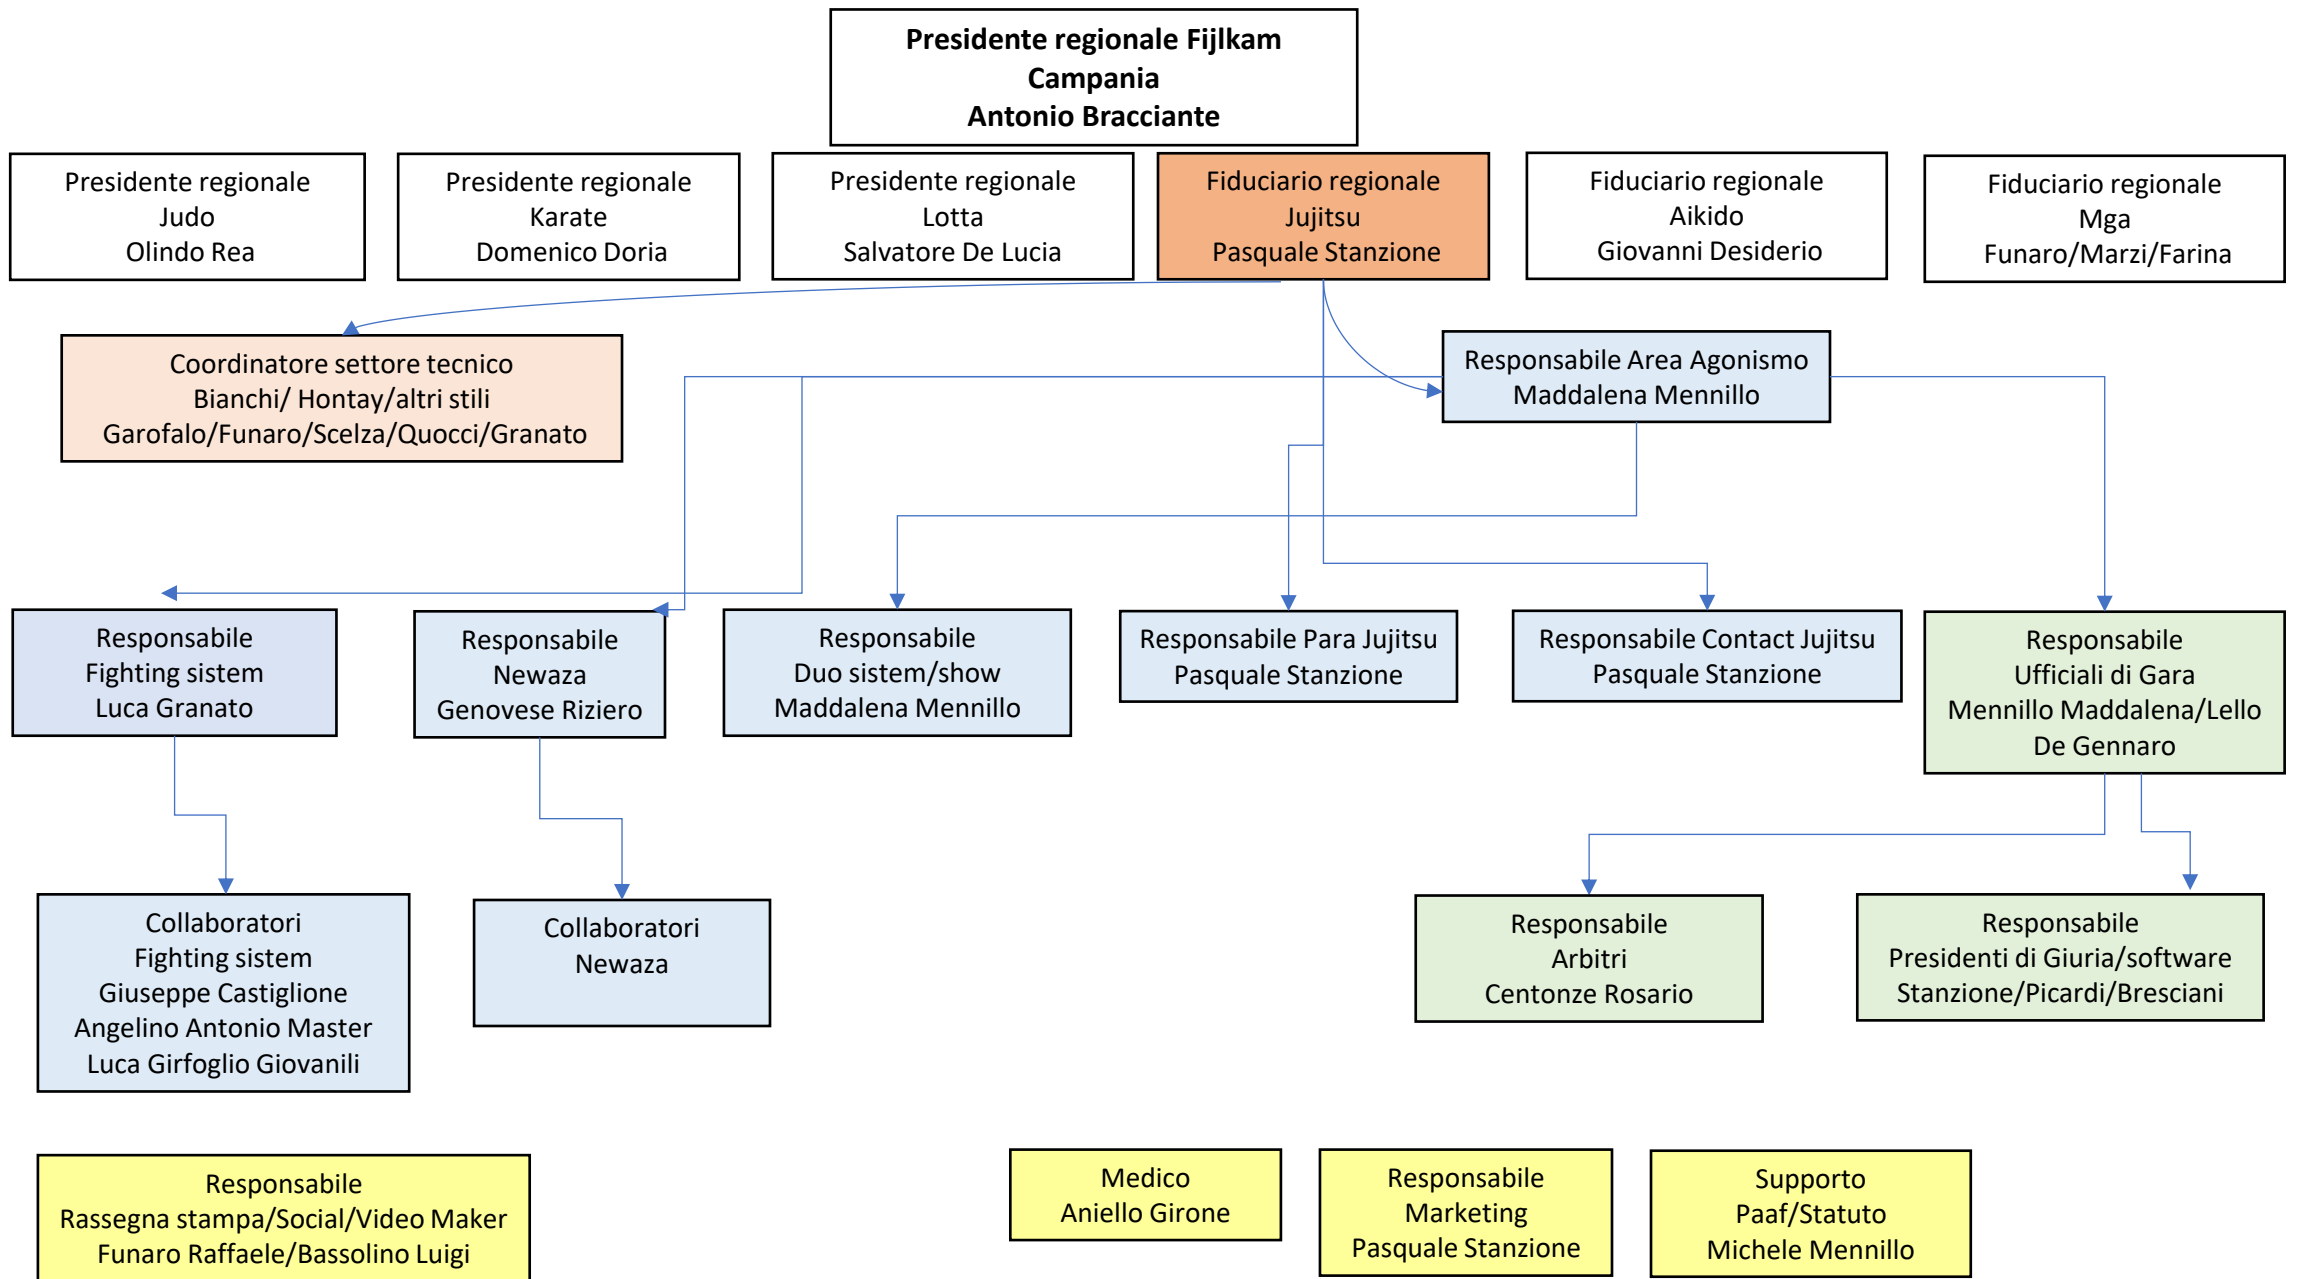 Presidente regionale Fijlkam
Campania
Antonio Bracciante
Presidente regionale
Judo
Olindo Rea
Presidente regionale
Karate
Domenico Doria
Presidente regionale
Lotta
Salvatore De Lucia
Fiduciario regionale
Jujitsu
Pasquale Stanzione
Fiduciario regionale
Aikido
Giovanni Desiderio
Fiduciario regionale
Mga
Funaro/Marzi/Farina
Coordinatore settore tecnico
Bianchi/ Hontay/altri stili
Garofalo/Funaro/Scelza/Quocci/Granato
Responsabile Area Agonismo
Maddalena Mennillo
Responsabile
Fighting sistem
Luca Granato
Responsabile
Newaza
Genovese Riziero
Responsabile
Duo sistem/show
Maddalena Mennillo
Responsabile Para Jujitsu
Pasquale Stanzione
Responsabile Contact Jujitsu
Pasquale Stanzione
Responsabile
Ufficiali di Gara
Mennillo Maddalena/Lello
De Gennaro
Collaboratori
Fighting sistem
Giuseppe Castiglione
Angelino Antonio Master
Luca Girfoglio Giovanili
Collaboratori
Newaza
Responsabile
Arbitri
Centonze Rosario
Responsabile
Presidenti di Giuria/software
Stanzione/Picardi/Bresciani
Responsabile
Rassegna stampa/Social/Video Maker
Funaro Raffaele/Bassolino Luigi
Medico
Aniello Girone
Responsabile
Marketing
Pasquale Stanzione
Supporto
Paaf/Statuto
Michele Mennillo